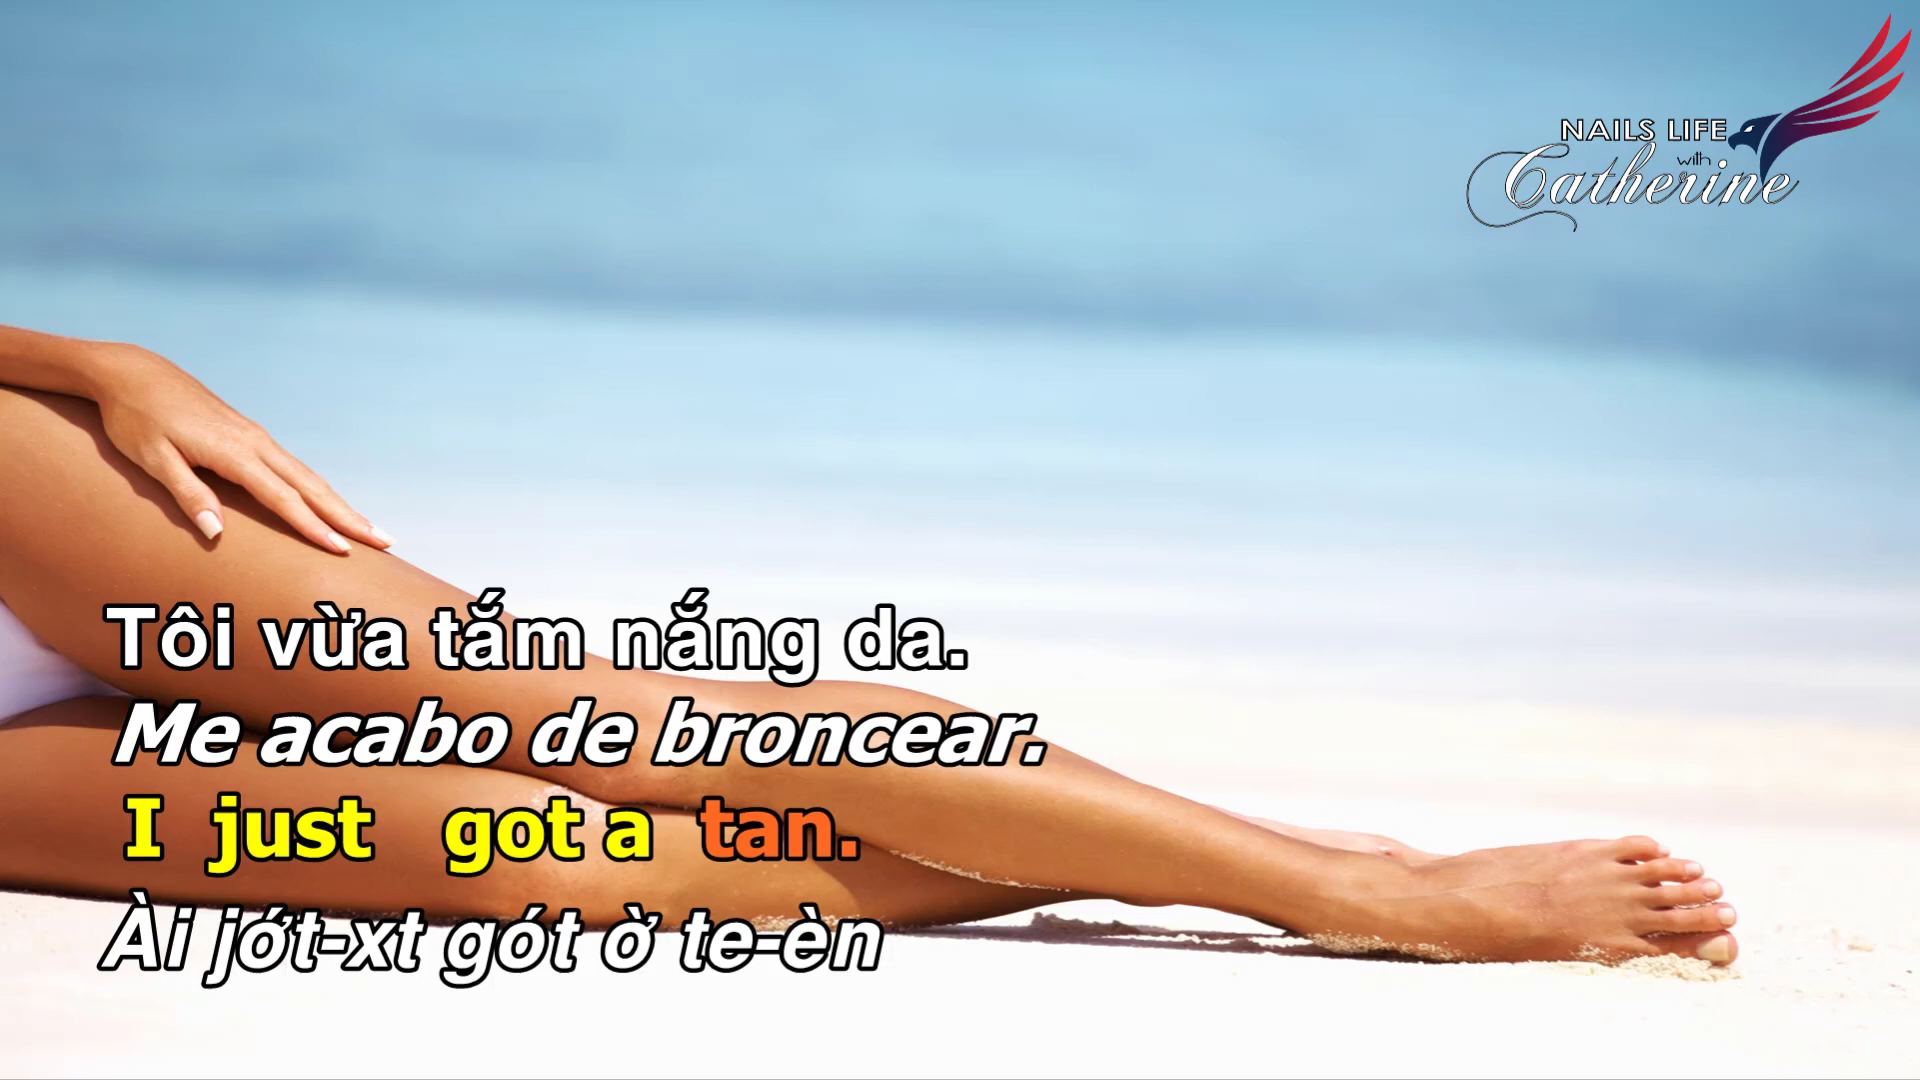 NAILS LIFE
with
Catherine
Tôi vừa tắm nắng da.
Me acabo de broncear.
I just got a tan.
Ài jớt-xt gót ờ te-èn